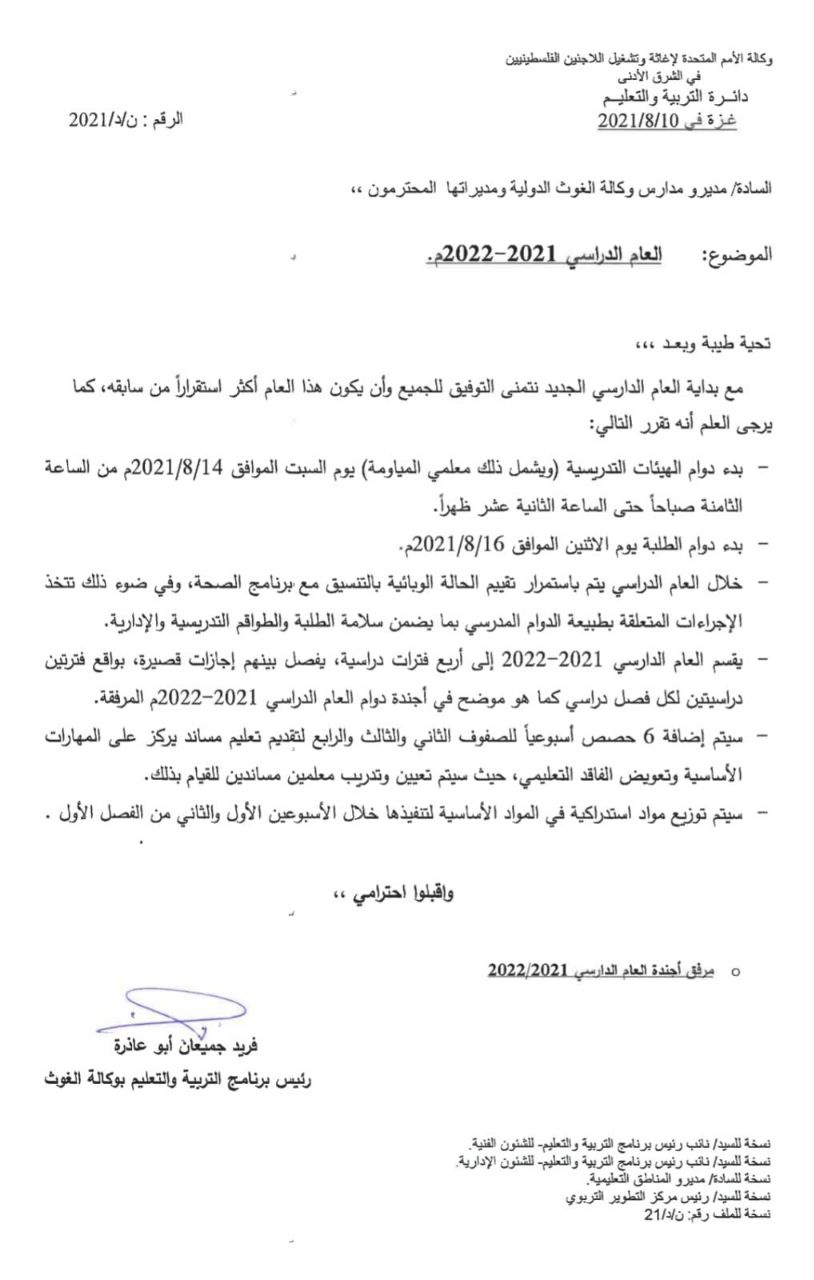 وكالة الأمم المتحدة لإغاثة وتشغيل اللاجئين الفلسطينيين
في الشرق الأدنى
دائـرة التربية والتعليـم
غـزة في 2021/8/10
الرقم : ن/د/2021
السادة/ مديرو مدارس وكالة الغوث الدولية ومديراتها المحترمون ،،
الموضوع: العام الدراسي 2021-2022م.
تحية طيبة وبعـد ،،،
مع بداية العام الدارسي الجديد نتمنى التوفيق للجميع وأن يكون هذا العام أكثر استقراراً من سابقه، كما
يرجى العلم أنه تقرر التالي:
- بدء دوام الهيئات التدريسية (ويشمل ذلك معلمي المياومة) يوم السبت الموافق 2021/8/14م من الساعة
الثامنة صباحاً حتى الساعة الثانية عشر ظهراً.
- بدء دوام الطلبة يوم الاثنين الموافق 2021/8/16م.
- خلال العام الدراسي يتم باستمرار تقييم الحالة الوبائية بالتنسيق مع برنامج الصحة، وفي ضوء ذلك تتخذ
الإجراءات المتعلقة بطبيعة الدوام المدرسي بما يضمن سلامة الطلبة والطواقم التدريسية والإدارية.
- يقسم العام الدارسي 2021-2022 إلى أربع فترات دراسية، يفصل بينهم إجازات قصيرة، بواقع فترتين
دراسيتين لكل فصل دراسي كما هو موضح في أجندة دوام العام الدراسي 2021-2022م المرفقة.
- سيتم إضافة 6 حصص أسبوعياً للصفوف الثاني والثالث والرابع لتقديم تعليم مساند يركز على المهارات
الأساسية وتعويض الفاقد التعليمي، حيث سيتم تعيين وتدريب معلمين مساندين للقيام بذلك.
- سيتم توزيع مواد استدراكية في المواد الأساسية لتنفيذها خلال الأسبوعين الأول والثاني من الفصل الأول .
واقبلوا احترامي ،،
o مرفق أجندة العام الدارسي 2022/2021
فريد جميعان أبو عاذرة
رئيس برنامج التربية والتعليم بوكالة الغوث
نسخة للسيد/ نائب رئيس برنامج التربية والتعليم- للشئون الفنية.
نسخة للسيد/ نائب رئيس برنامج التربية والتعليم- للشئون الإدارية.
نسخة للسادة/ مديرو المناطق التعليمية.
نسخة للسيد/ رئيس مركز التطوير التربوي
نسخة للملف رقم: ن/د/21